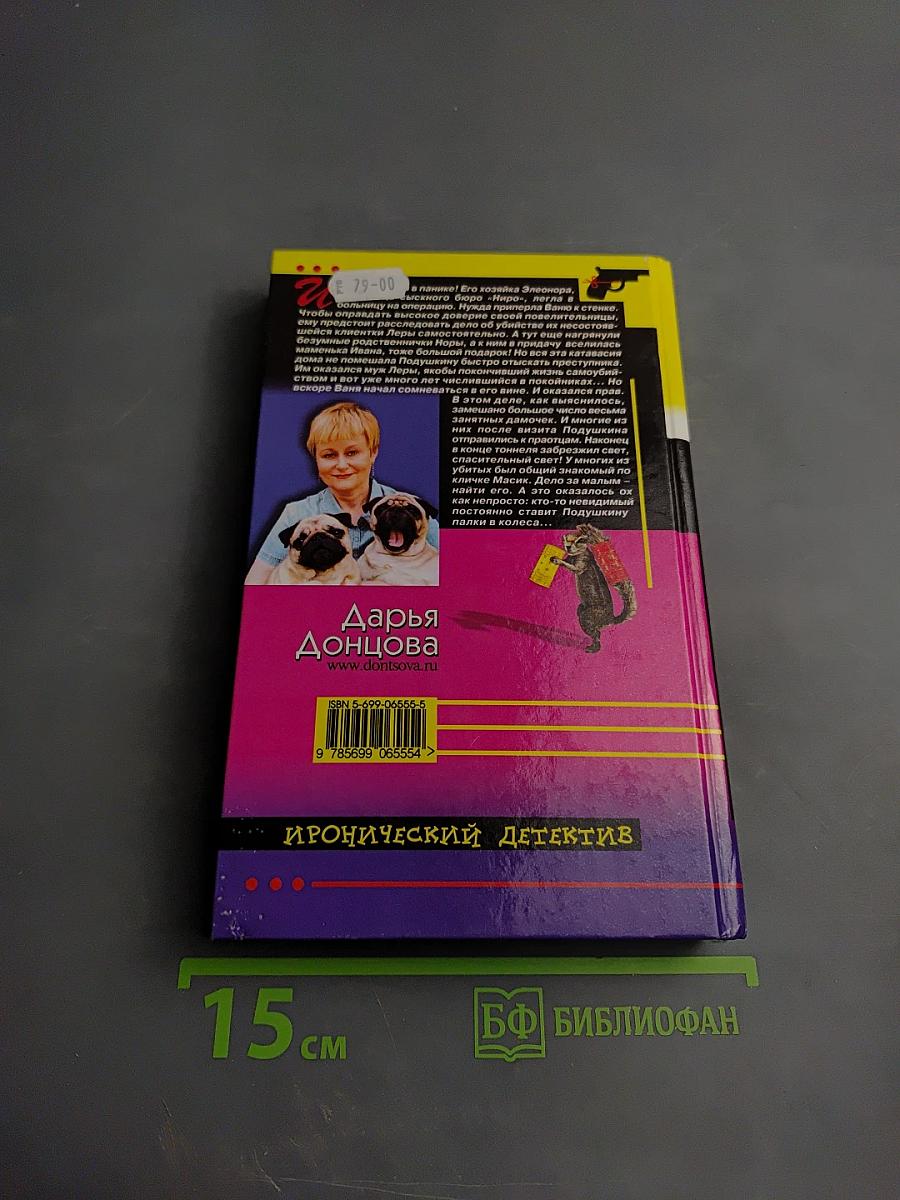 РУБ 79-00
И в панике! Его хозяйка Элеонора,
сыскного бюро «Ниро», легла в
больницу на операцию. Нужда приперла Ваню к стенке.
Чтобы оправдать высокое доверие своей повелительницы,
ему предстоит расследовать дело об убийстве их несостояв-
шейся клиентки Леры самостоятельно. А тут еще нагрянули
безумные родственнички Норы, а к ним в придачу вселилась
маменька Ивана, тоже большой подарок! Но вся эта катавасия
дома не помешала Подушкину быстро отыскать преступника.
Им оказался муж Леры, якобы покончивший жизнь самоубий-
ством и вот уже много лет числившийся в покойниках... Но
вскоре Ваня начал сомневаться в его вине. И оказался прав.
В этом деле, как выяснилось,
замешано большое число весьма
занятных дамочек. И многие из
них после визита Подушкина
отправились к праотцам. Наконец
в конце тоннеля забрезжил свет,
спасительный свет! У многих из
убитых был общий знакомый по
кличке Масик. Дело за малым –
найти его. А это оказалось ох
как непросто: кто-то невидимый
постоянно ставит Подушкину
палки в колеса...
Дарья
Донцова
www.dontsova.ru
ISBN 5-699-06555-5
9 785699 065554 >
ИРОНИЧЕСКИЙ ДЕТЕКТИВ
15 см
БФ БИБЛИОФАН